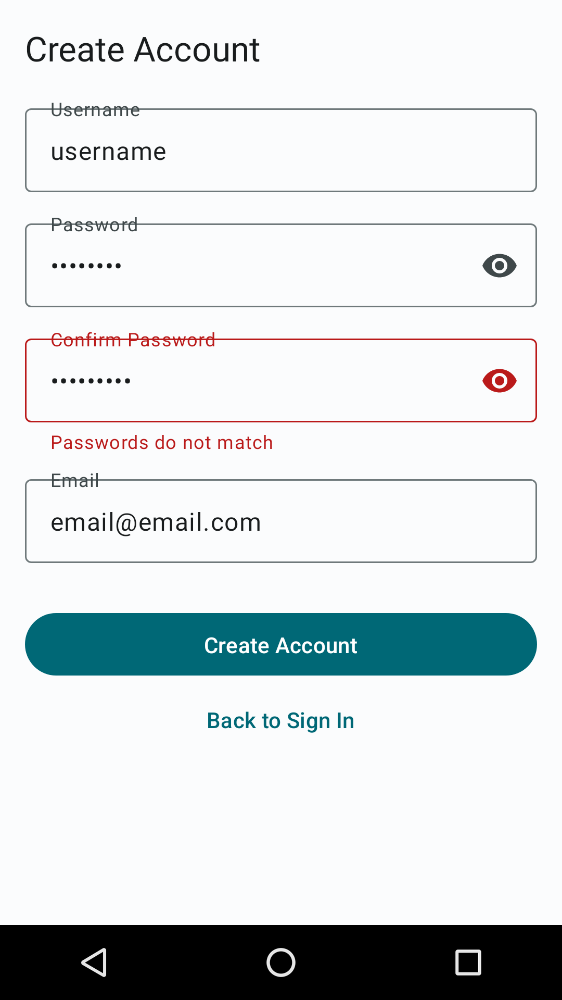 Create Account
Username
username
Password
••••••••
Confirm Password
•••••••••
Passwords do not match
Email
email@email.com
Create Account
Back to Sign In